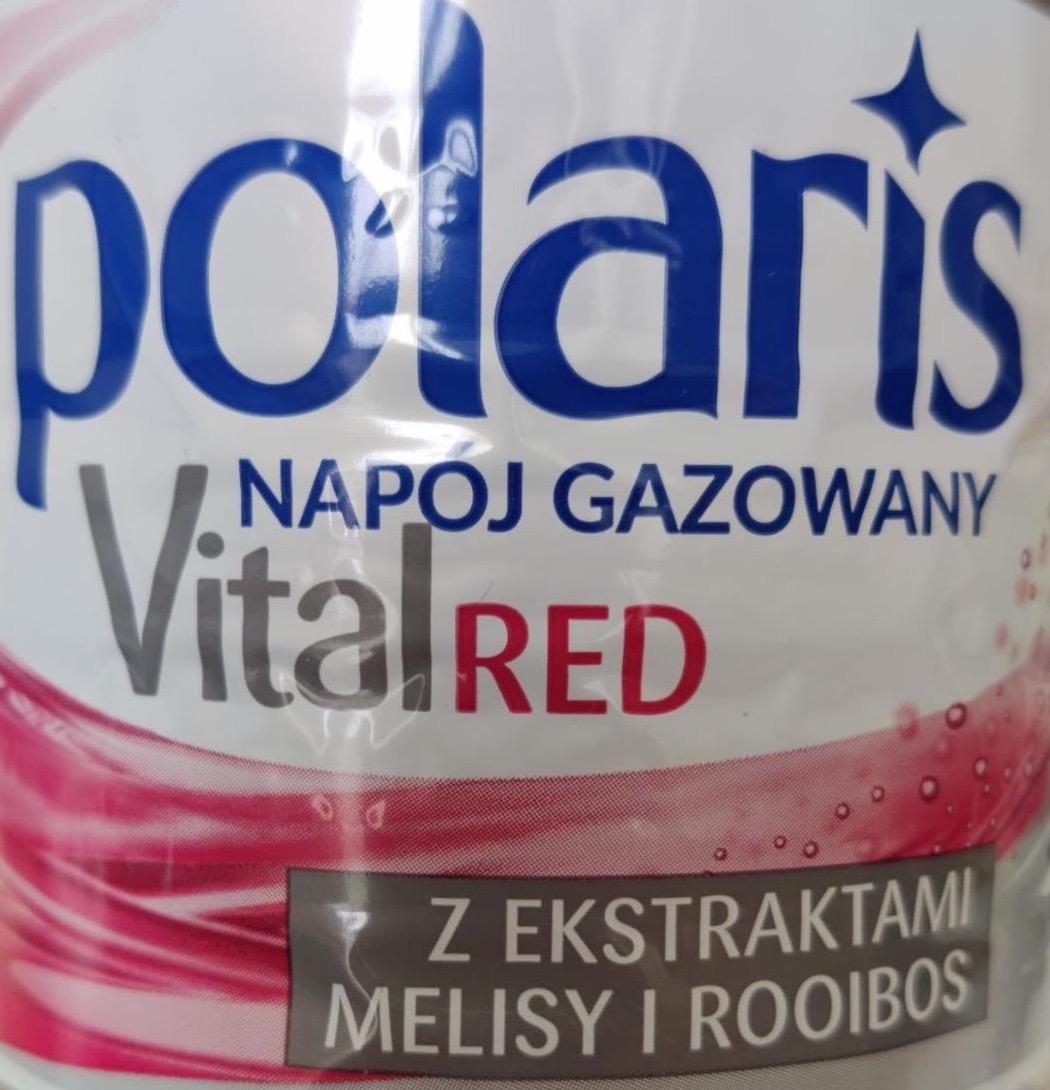 polaris
NAPÓJ GAZOWANY
Vital RED
Z EKSTRAKTAMI
MELISY I ROOIBOS